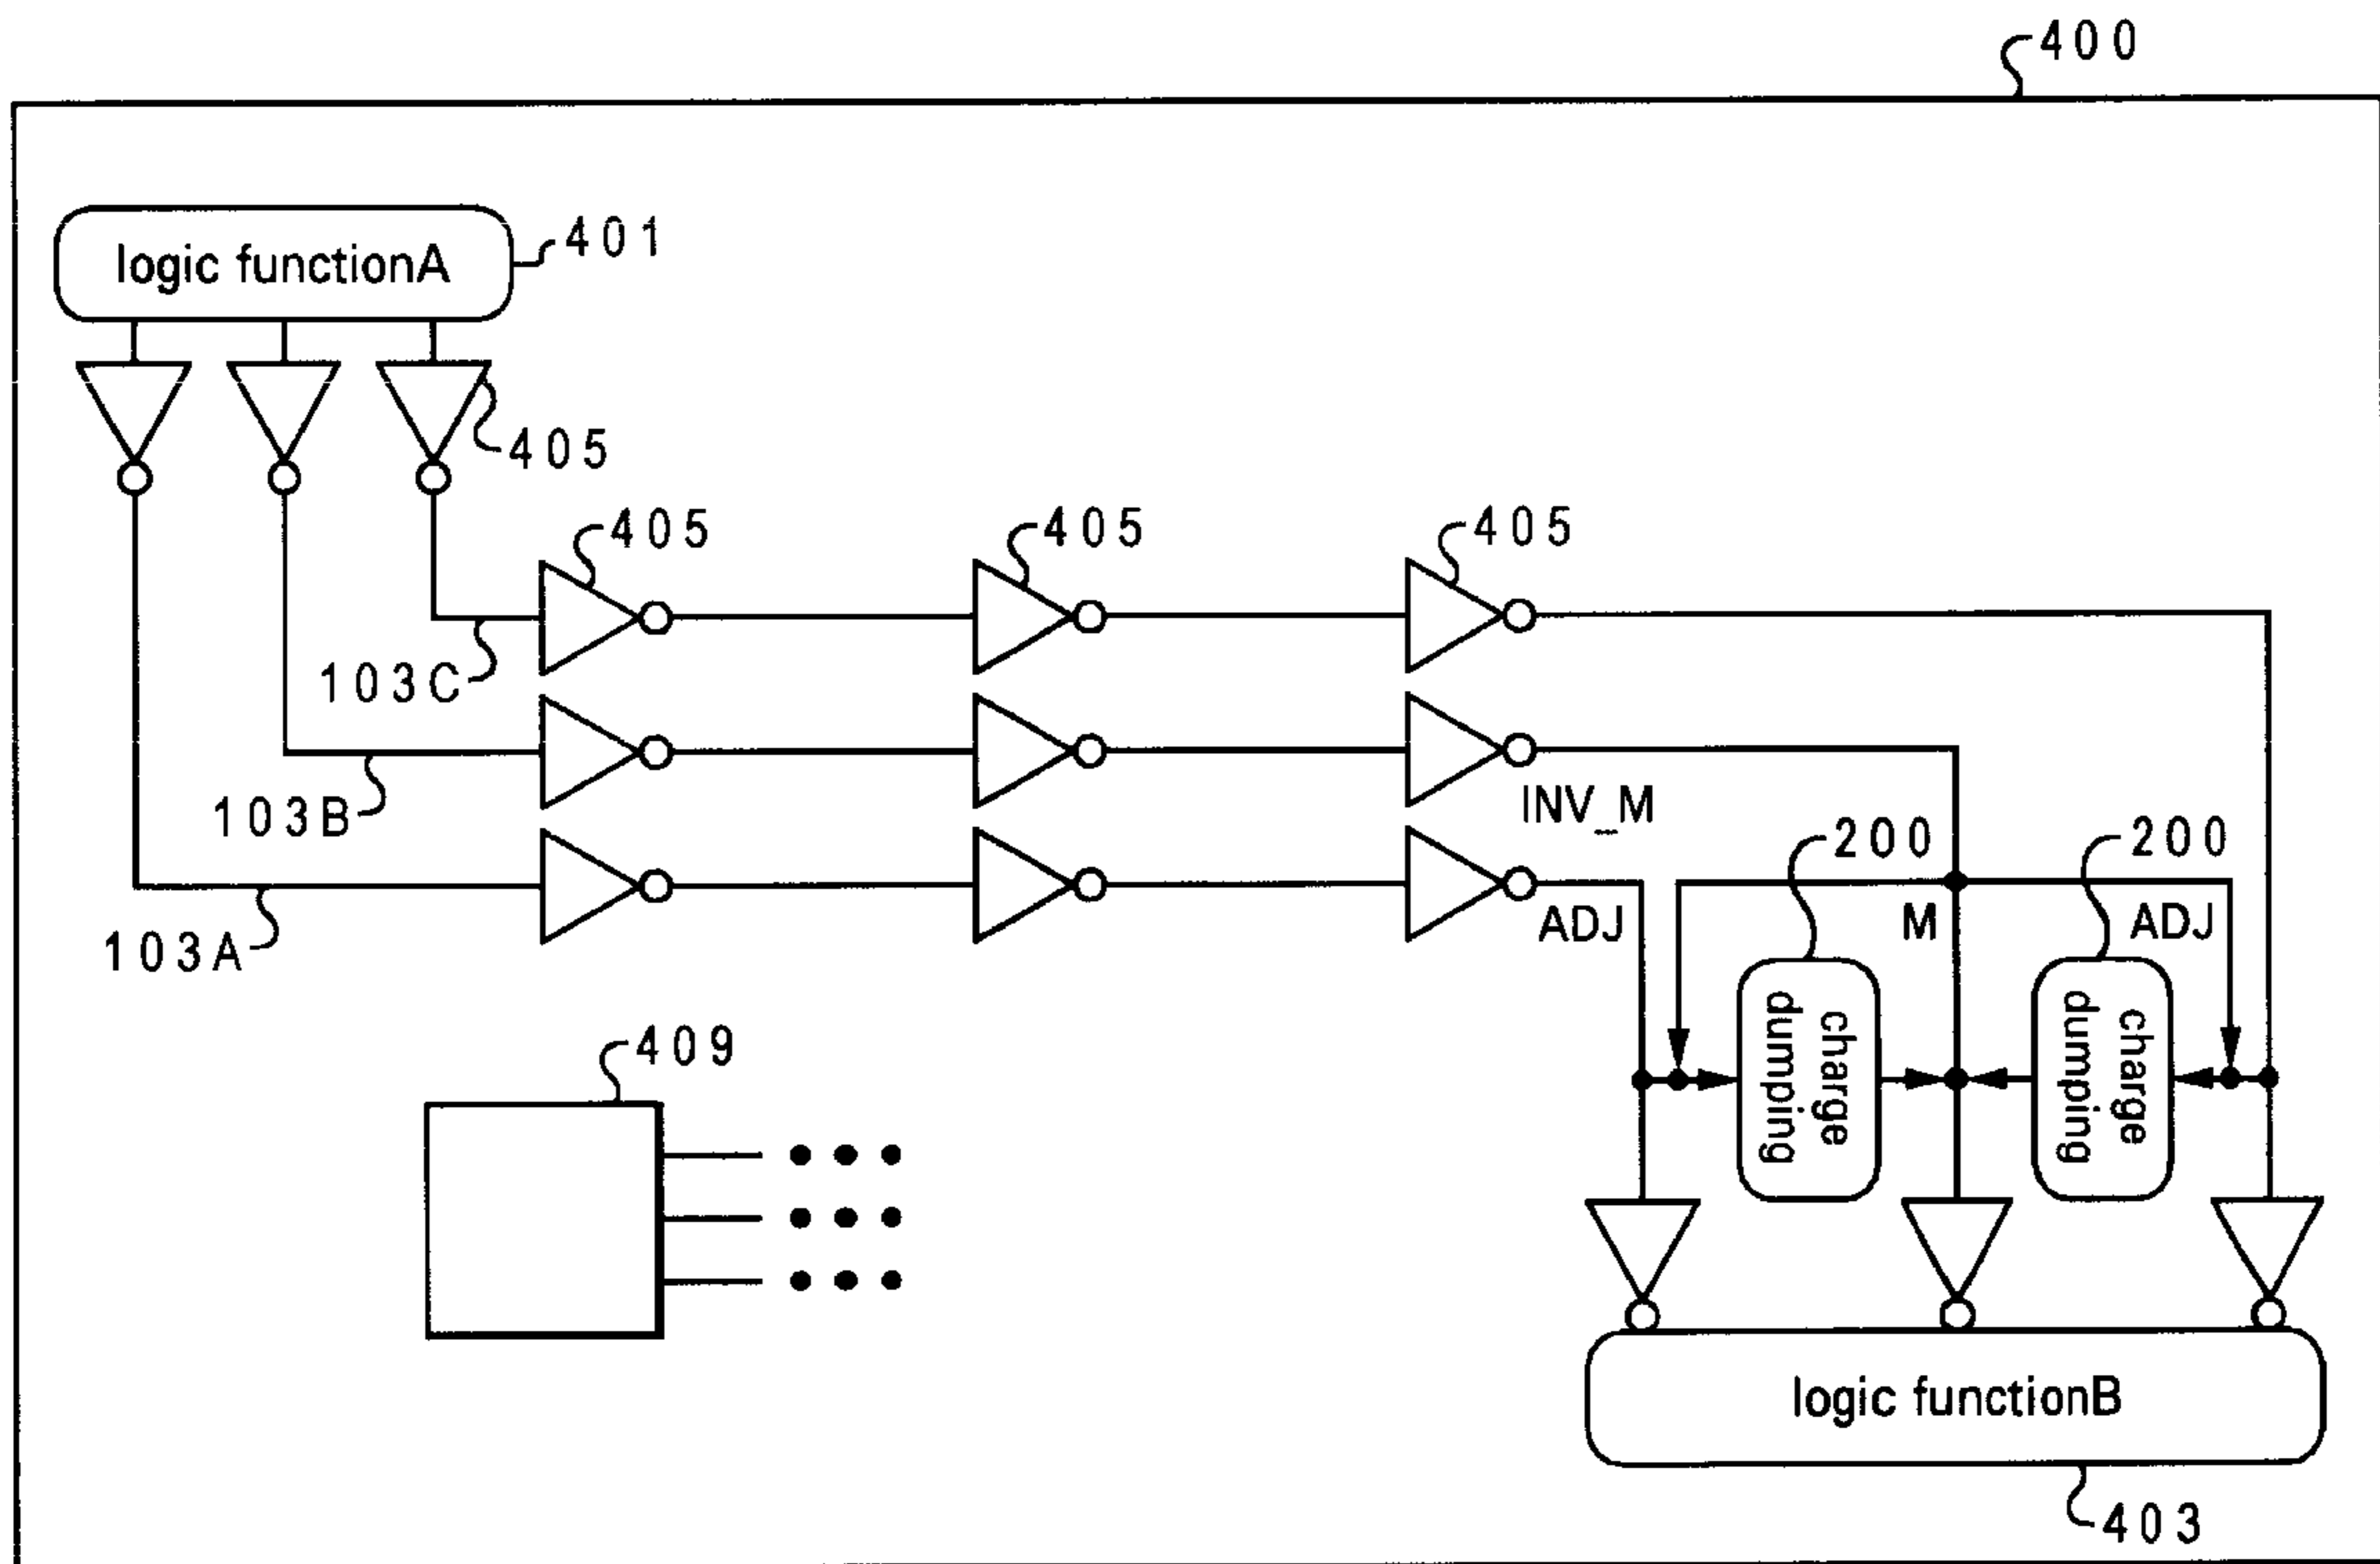 400
logic functionA
401
405
405
405
405
103C
103B
INV_M
200
200
103A
ADJ
M
ADJ
charge
dumping
charge
dumping
409
logic functionB
403